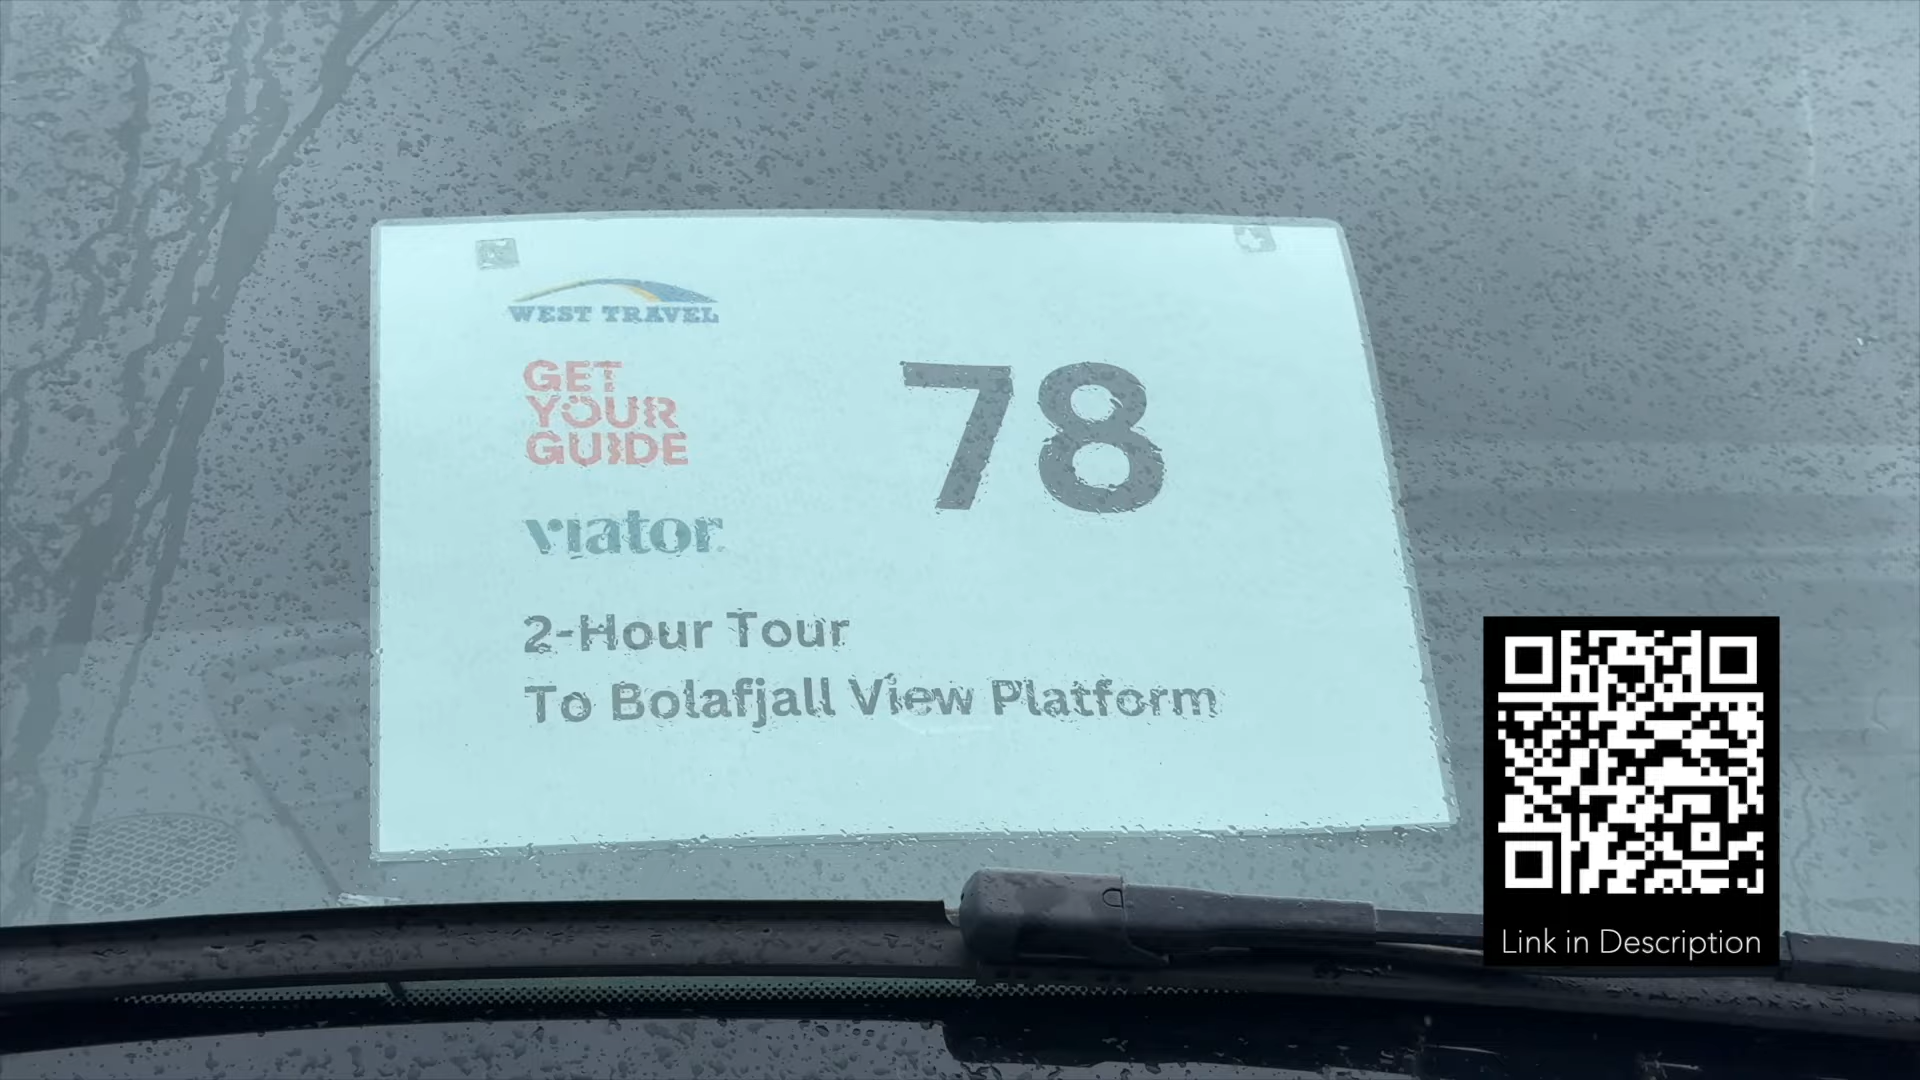 WEST TRAVEL
GET
YOUR
GUIDE
viator
78
2-Hour Tour
To Bolafjall View Platform
Link in Description